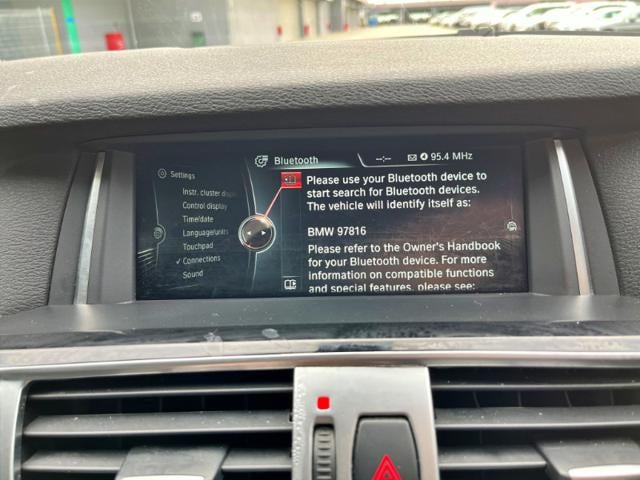 Bluetooth
--:--
95.4 MHz
Settings
Instr. cluster
Control display
Time/date
Language/units
Touchpad
Connections
Sound
Please use your Bluetooth device to
start search for Bluetooth devices.
The vehicle will identify itself as:
BMW 97816
Please refer to the Owner's Handbook
for your Bluetooth device. For more
information on compatible functions
and special features, please see: